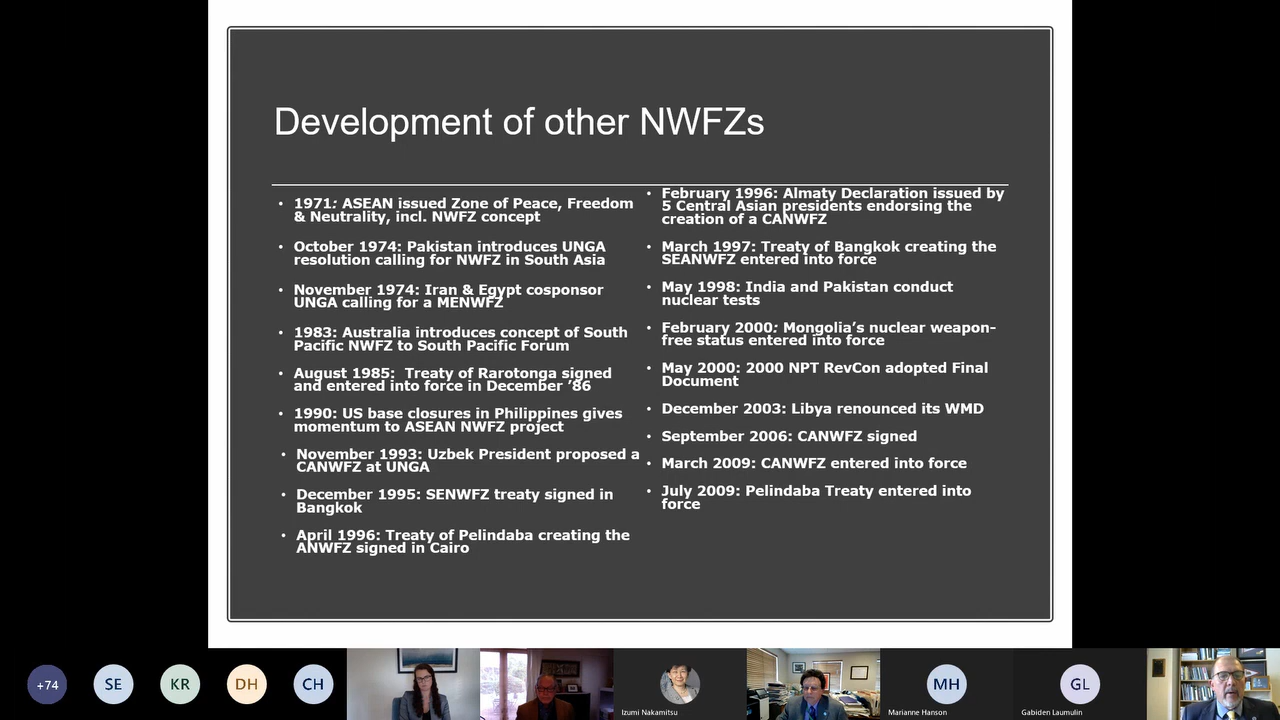 Development of other NWFZs
• 1971: ASEAN issued Zone of Peace, Freedom
& Neutrality, incl. NWFZ concept
• October 1974: Pakistan introduces UNGA
resolution calling for NWFZ in South Asia
• November 1974: Iran & Egypt cosponsor
UNGA calling for a MENWFZ
• 1983: Australia introduces concept of South
Pacific NWFZ to South Pacific Forum
• August 1985: Treaty of Rarotonga signed
and entered into force in December ’86
• 1990: US base closures in Philippines gives
momentum to ASEAN NWFZ project
• November 1993: Uzbek President proposed a
CANWFZ at UNGA
• December 1995: SENWFZ treaty signed in
Bangkok
• April 1996: Treaty of Pelindaba creating the
ANWFZ signed in Cairo
• February 1996: Almaty Declaration issued by
5 Central Asian presidents endorsing the
creation of a CANWFZ
• March 1997: Treaty of Bangkok creating the
SEANWFZ entered into force
• May 1998: India and Pakistan conduct
nuclear tests
• February 2000: Mongolia’s nuclear weapon-
free status entered into force
• May 2000: 2000 NPT RevCon adopted Final
Document
• December 2003: Libya renounced its WMD
• September 2006: CANWFZ signed
• March 2009: CANWFZ entered into force
• July 2009: Pelindaba Treaty entered into
force
+74
SE
KR
DH
CH
Izumi Nakamitsu
MH
Marianne Hanson
GL
Gabiden Laumulin